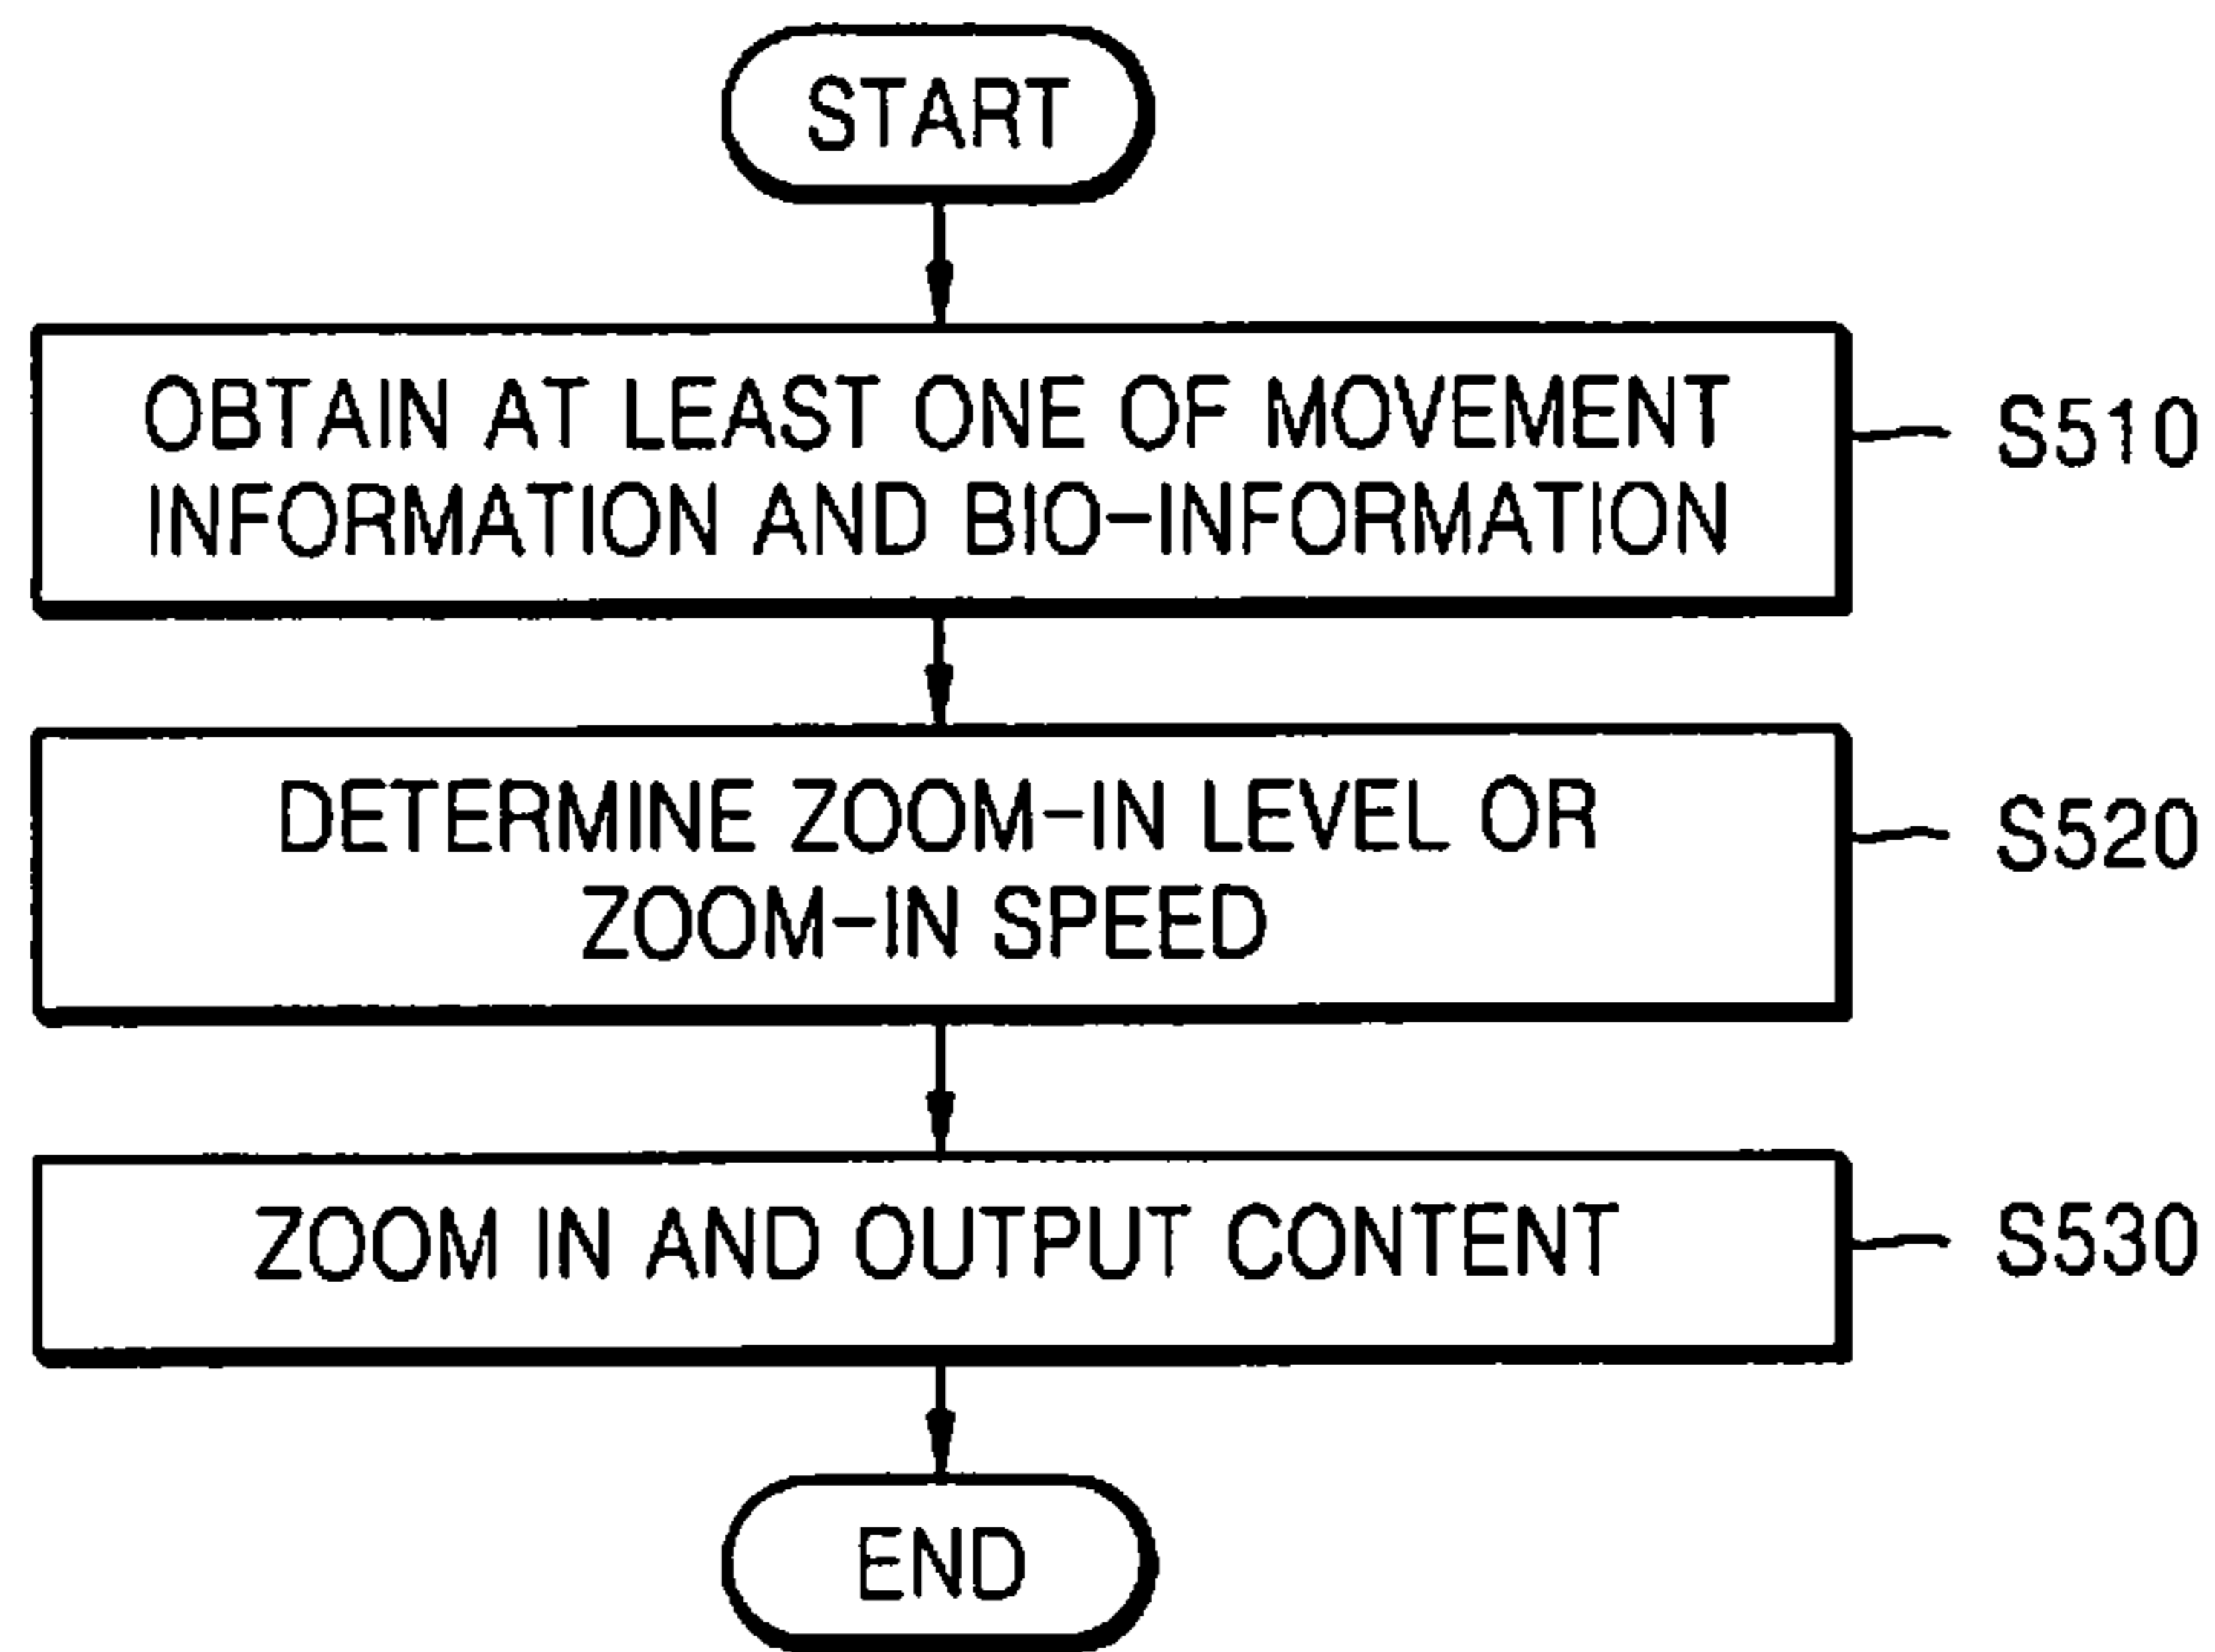 START
OBTAIN AT LEAST ONE OF MOVEMENT
INFORMATION AND BIO-INFORMATION
S510
DETERMINE ZOOM-IN LEVEL OR
ZOOM-IN SPEED
S520
ZOOM IN AND OUTPUT CONTENT
S530
END